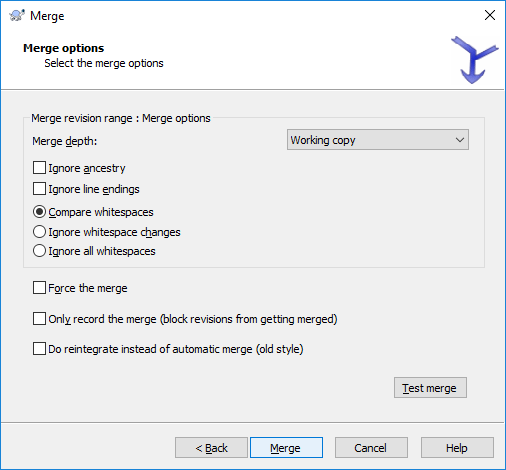 Merge
Merge options
Select the merge options
Merge revision range : Merge options
Merge depth:
Working copy
Ignore ancestry
Ignore line endings
Compare whitespaces
Ignore whitespace changes
Ignore all whitespaces
Force the merge
Only record the merge (block revisions from getting merged)
Do reintegrate instead of automatic merge (old style)
Test merge
< Back Merge Cancel Help